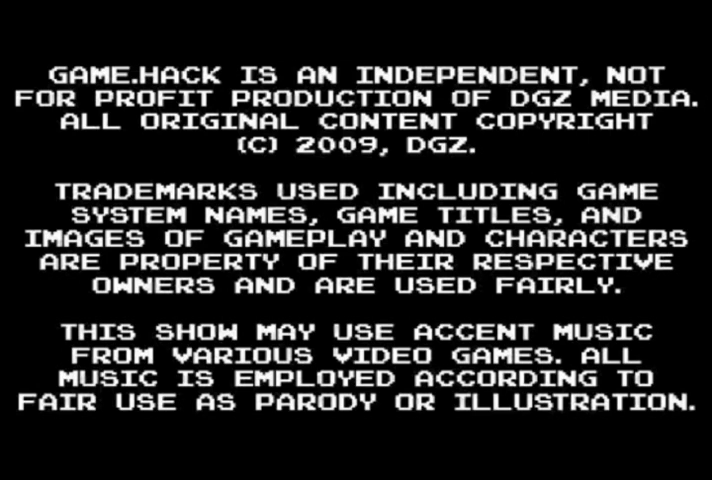 GAME.HACK IS AN INDEPENDENT, NOT
FOR PROFIT PRODUCTION OF DGZ MEDIA.
ALL ORIGINAL CONTENT COPYRIGHT
(C) 2009, DGZ.
TRADEMARKS USED INCLUDING GAME
SYSTEM NAMES, GAME TITLES, AND
IMAGES OF GAMEPLAY AND CHARACTERS
ARE PROPERTY OF THEIR RESPECTIVE
OWNERS AND ARE USED FAIRLY.
THIS SHOW MAY USE ACCENT MUSIC
FROM VARIOUS VIDEO GAMES. ALL
MUSIC IS EMPLOYED ACCORDING TO
FAIR USE AS PARODY OR ILLUSTRATION.